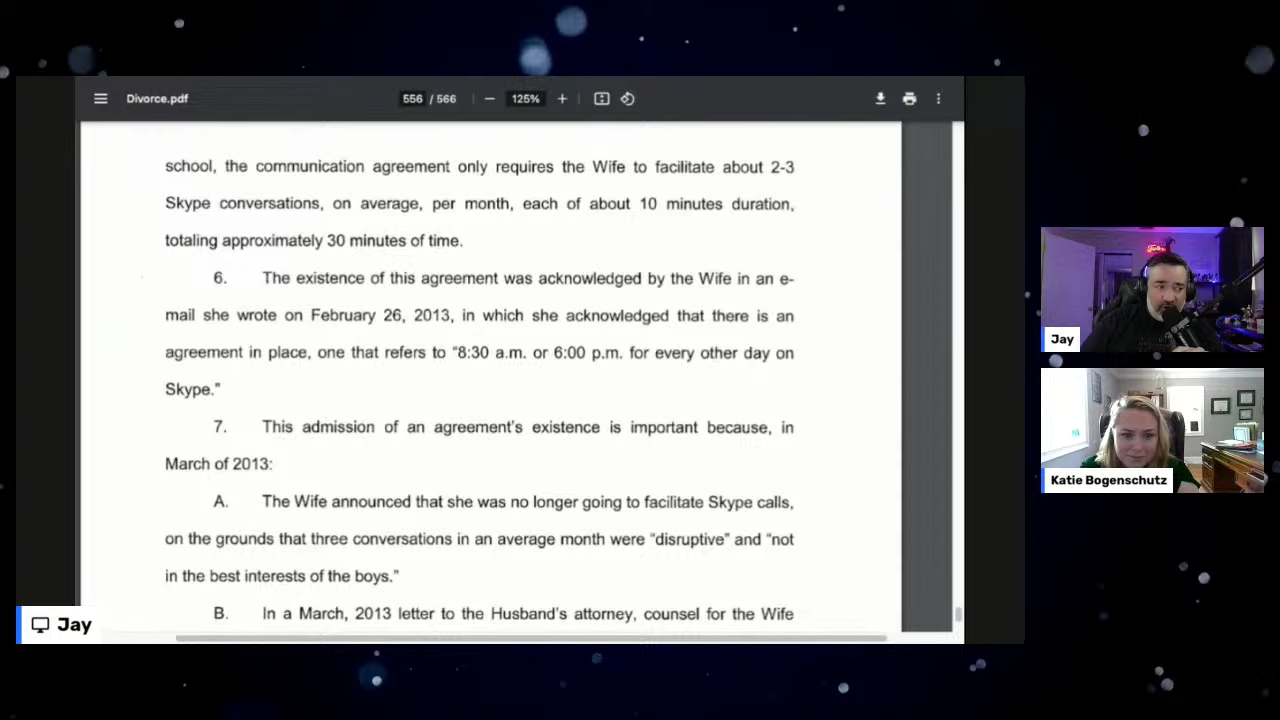 Divorce.pdf
556 / 566
125%
school, the communication agreement only requires the Wife to facilitate about 2-3
Skype conversations, on average, per month, each of about 10 minutes duration,
totaling approximately 30 minutes of time.
6. The existence of this agreement was acknowledged by the Wife in an e-
mail she wrote on February 26, 2013, in which she acknowledged that there is an
agreement in place, one that refers to "8:30 a.m. or 6:00 p.m. for every other day on
Skype."
7. This admission of an agreement's existence is important because, in
March of 2013:
A. The Wife announced that she was no longer going to facilitate Skype calls,
on the grounds that three conversations in an average month were "disruptive" and "not
in the best interests of the boys."
B. In a March, 2013 letter to the Husband's attorney, counsel for the Wife
Jay
Jay
Katie Bogenschutz